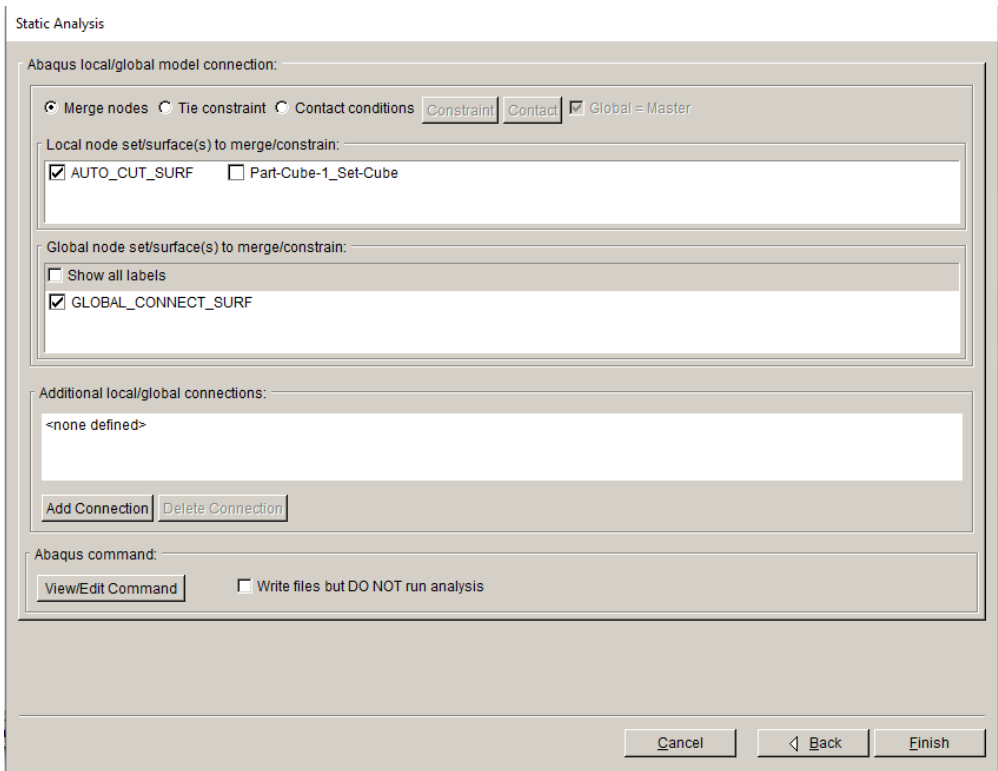 Static Analysis
Abaqus local/global model connection:
Merge nodes Tie constraint Contact conditions Constraint Contact Global = Master
Local node set/surface(s) to merge/constrain:
AUTO_CUT_SURF Part-Cube-1_Set-Cube
Global node set/surface(s) to merge/constrain:
Show all labels
GLOBAL_CONNECT_SURF
Additional local/global connections:
<none defined>
Add Connection Delete Connection
Abaqus command:
View/Edit Command Write files but DO NOT run analysis
Cancel Back Finish